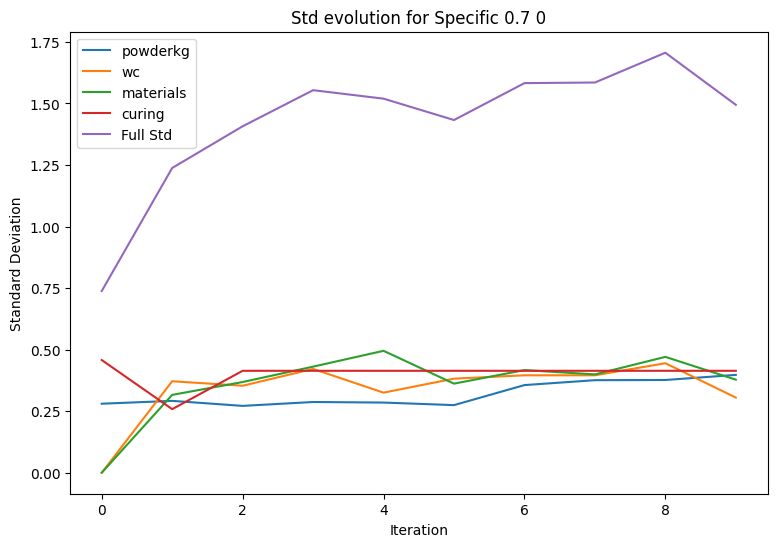 Std evolution for Specific 0.7 0
powderkg
wc
materials
curing
Full Std
Standard Deviation
1.75
1.50
1.25
1.00
0.75
0.50
0.25
0.00
0 2 4 6 8
Iteration